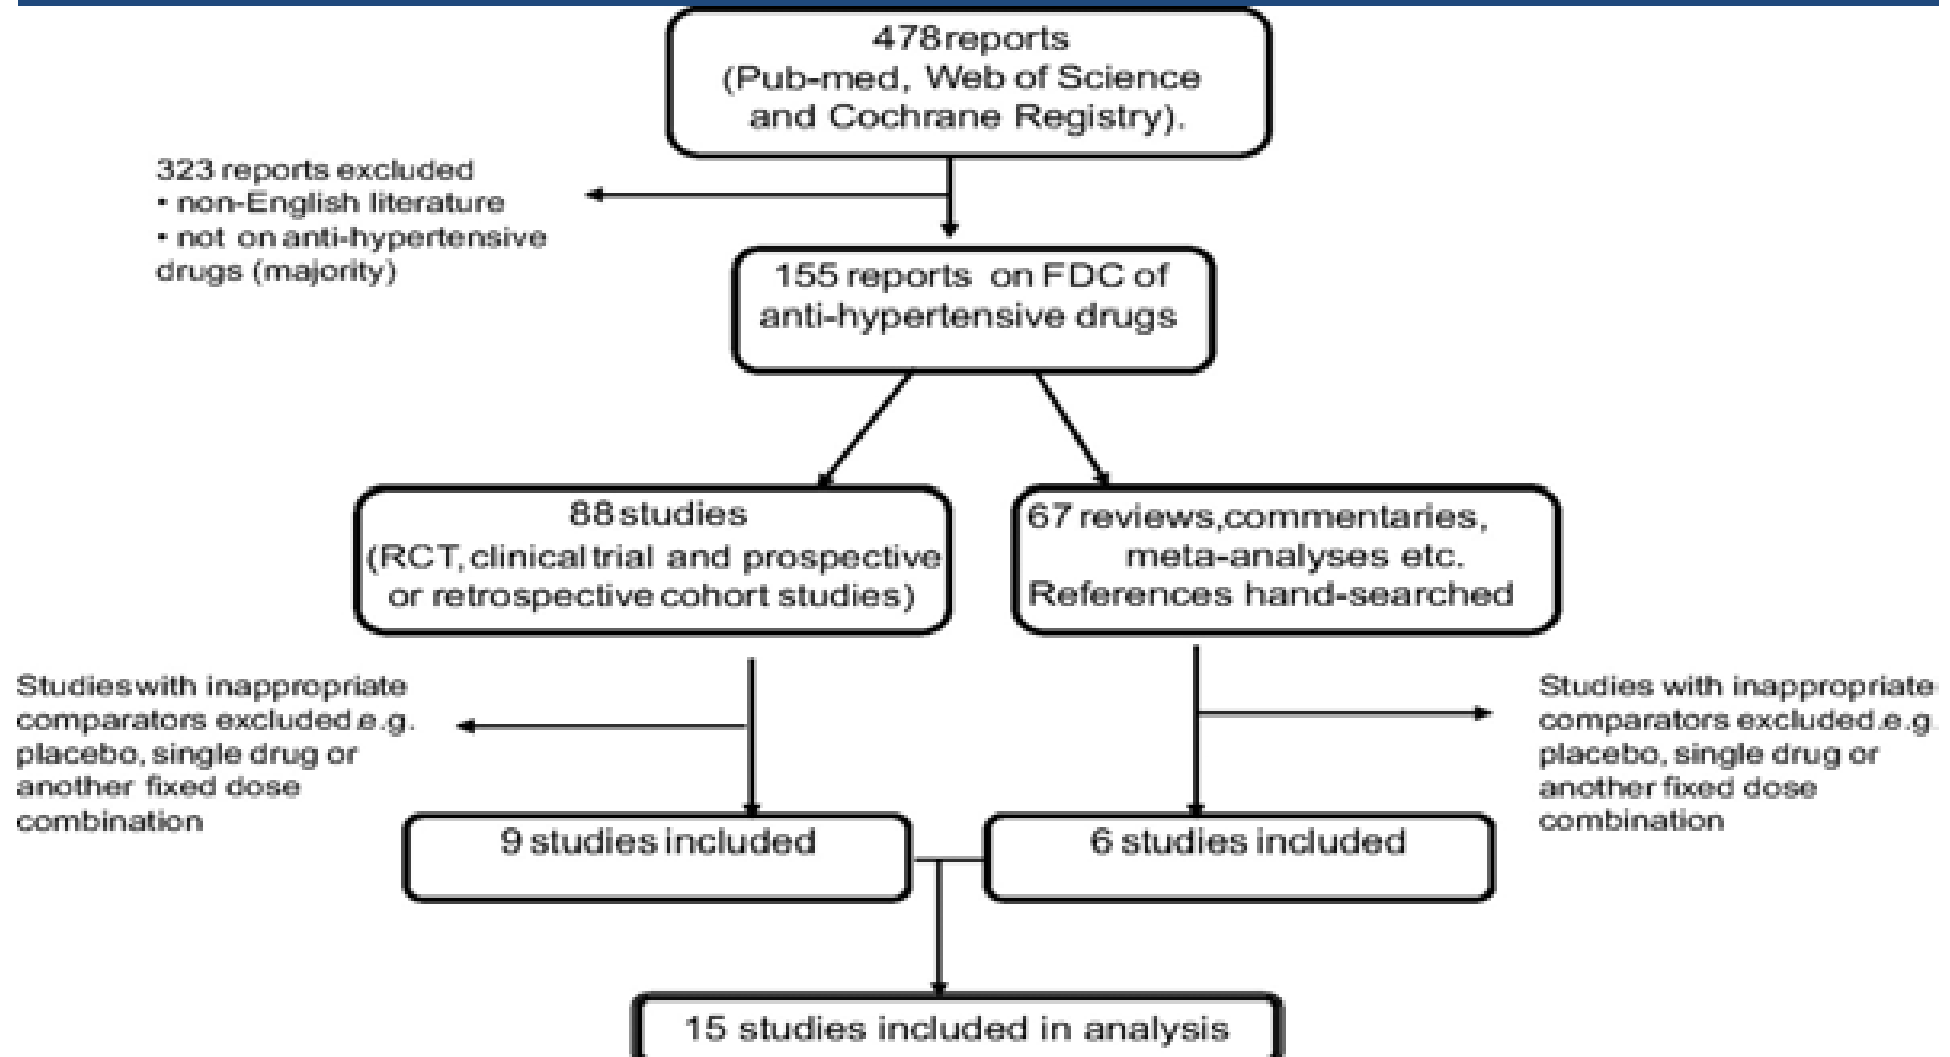 478 reports
(Pub-med, Web of Science
and Cochrane Registry).
323 reports excluded
• non-English literature
• not on anti-hypertensive
drugs (majority)
155 reports on FDC of
anti-hypertensive drugs
88 studies
(RCT, clinical trial and prospective
or retrospective cohort studies)
67 reviews,commentaries,
meta-analyses etc.
References hand-searched
Studies with inappropriate
comparators excluded.e.g.
placebo, single drug or
another fixed dose
combination
Studies with inappropriate
comparators excluded.e.g.
placebo, single drug or
another fixed dose
combination
9 studies included
6 studies included
15 studies included in analysis